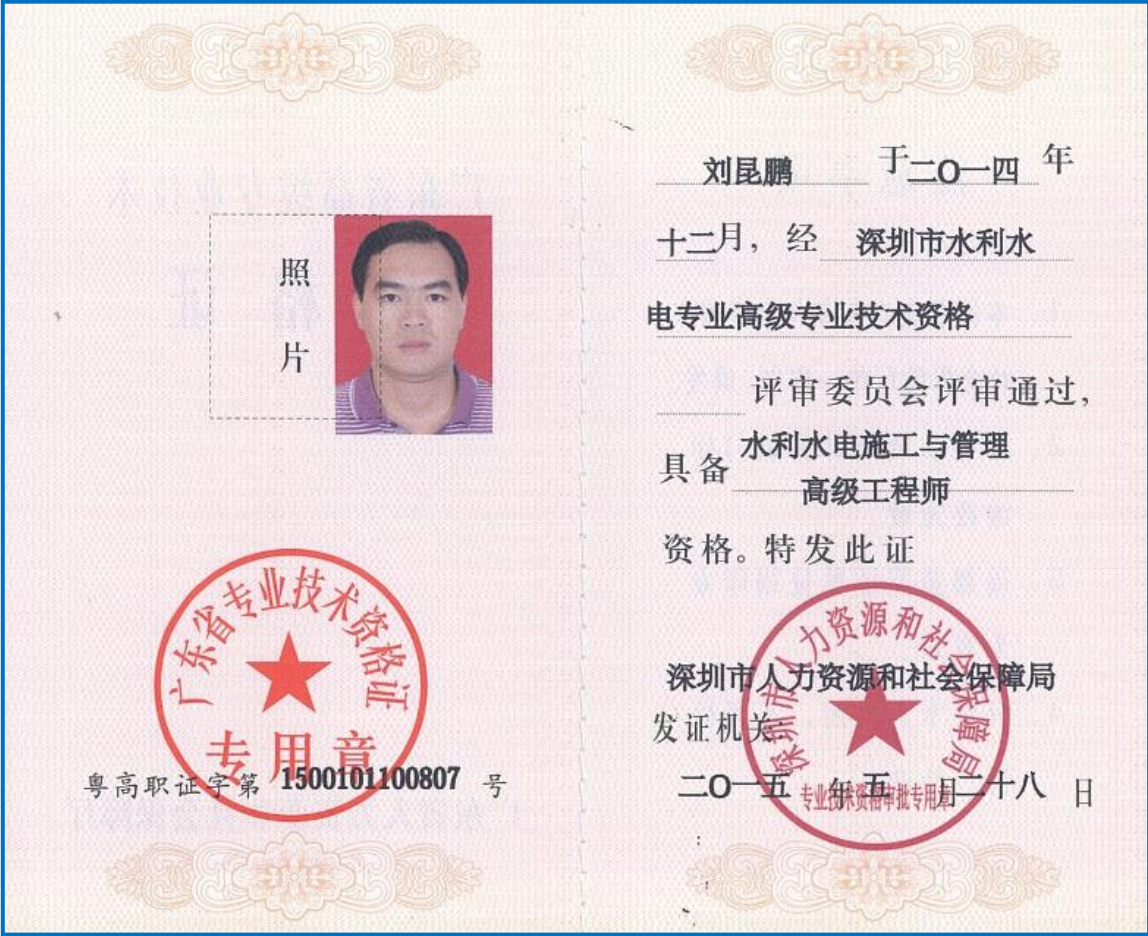 照
片
广东省专业技术资格证
专用章
粤高职证字第 1500101100807 号
刘昆鹏 于二O一四 年
十二月，经 深圳市水利水
电专业高级专业技术资格
评审委员会评审通过，
具备 水利水电施工与管理
高级工程师
资格。特发此证
深圳市人力资源和社会保障局
深圳市人力资源和社会保障局
发证机关:
二O一五 年 五 月二十八 日
专业技术资格审批专用章